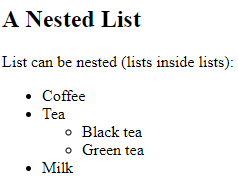 A Nested List
List can be nested (lists inside lists):
Coffee
Tea
Black tea
Green tea
Milk